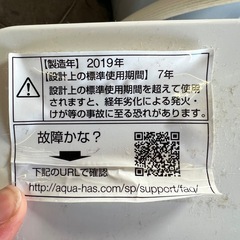 【製造年】2019年
【設計上の標準使用期間】7年
設計上の標準使用期間を超えて使用
されますと、経年劣化による発火・
けが等の事故に至る恐れがあります。
故障かな?
下記のURLで確認
http://aqua-has.com/sp/support/faq/